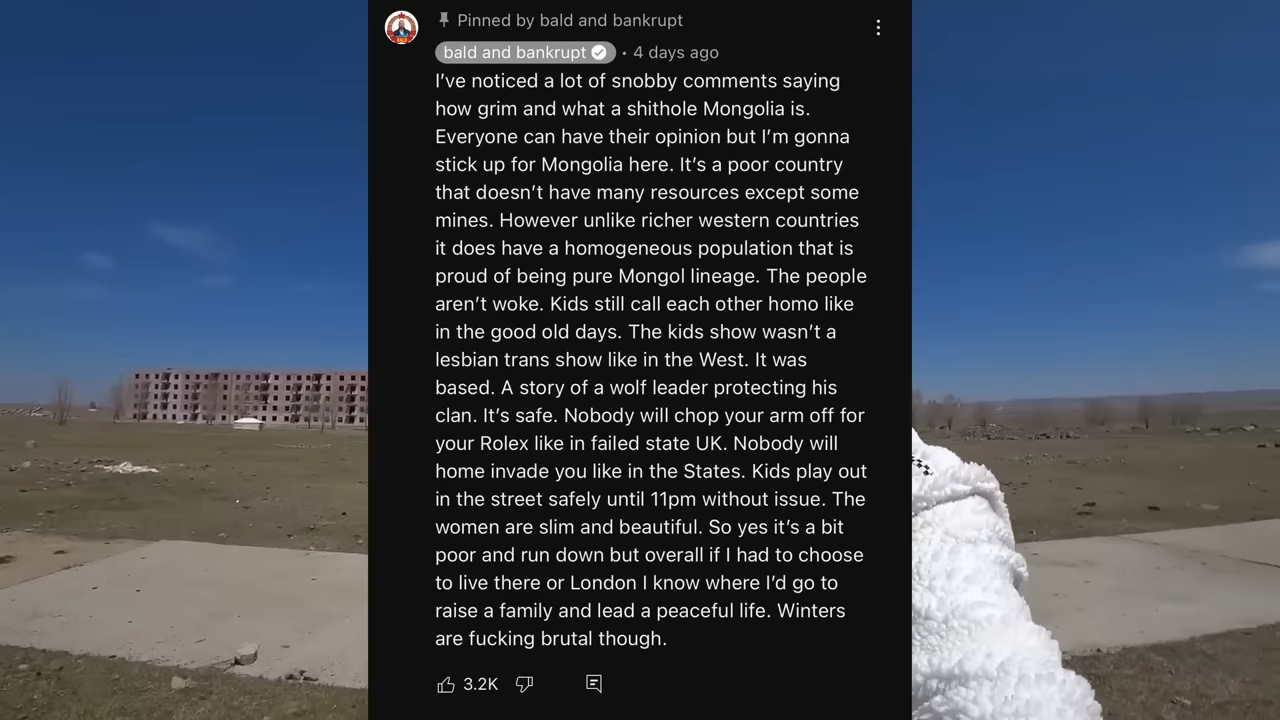 Pinned by bald and bankrupt
bald and bankrupt • 4 days ago
I've noticed a lot of snobby comments saying
how grim and what a shithole Mongolia is.
Everyone can have their opinion but I'm gonna
stick up for Mongolia here. It's a poor country
that doesn't have many resources except some
mines. However unlike richer western countries
it does have a homogeneous population that is
proud of being pure Mongol lineage. The people
aren't woke. Kids still call each other homo like
in the good old days. The kids show wasn't a
lesbian trans show like in the West. It was
based. A story of a wolf leader protecting his
clan. It's safe. Nobody will chop your arm off for
your Rolex like in failed state UK. Nobody will
home invade you like in the States. Kids play out
in the street safely until 11pm without issue. The
women are slim and beautiful. So yes it's a bit
poor and run down but overall if I had to choose
to live there or London I know where I'd go to
raise a family and lead a peaceful life. Winters
are fucking brutal though.
3.2K